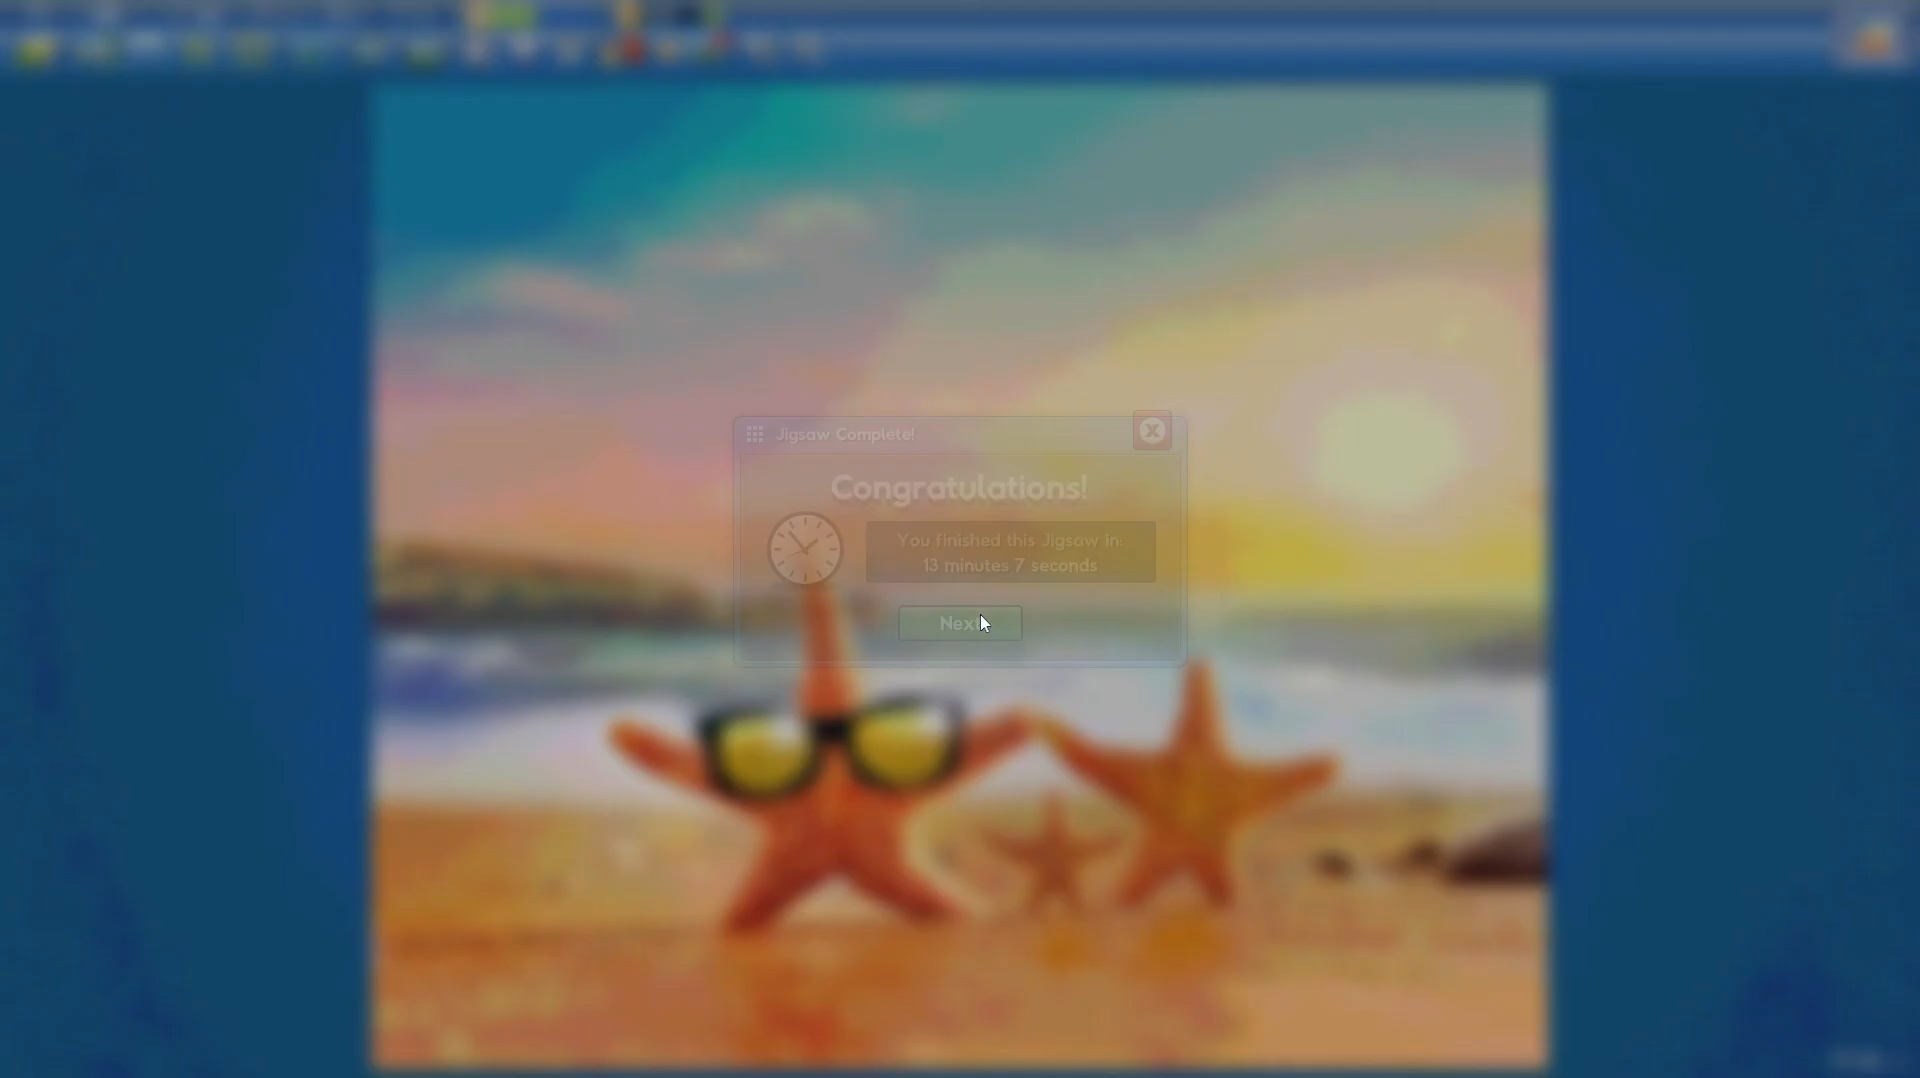 Jigsaw Complete!
Congratulations!
You finished this Jigsaw in:
13 minutes 7 seconds
Next